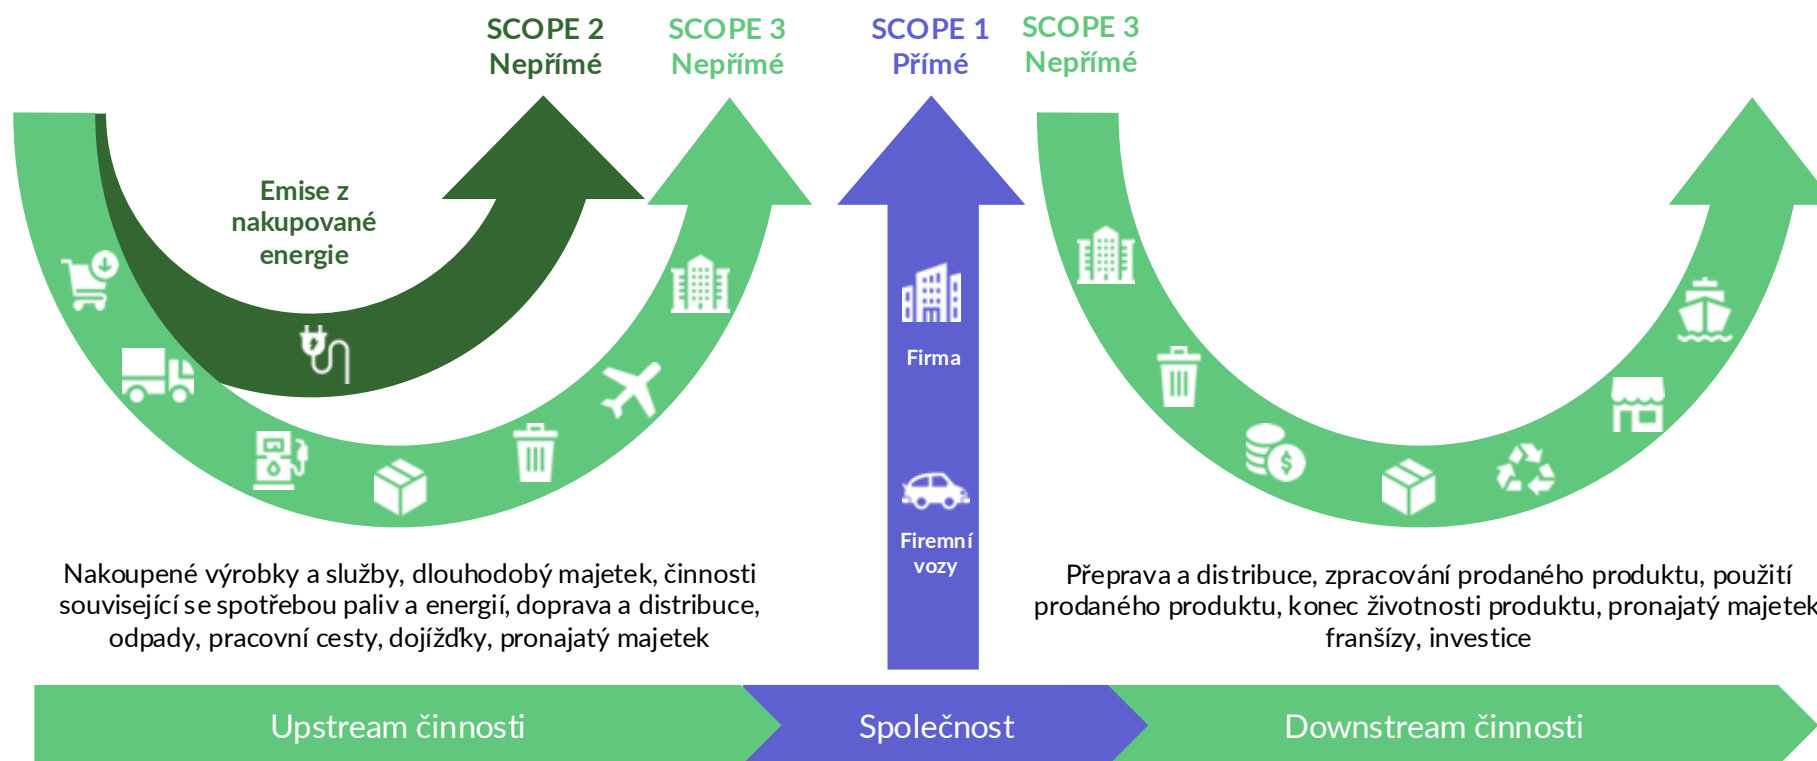 SCOPE 2
Nepřímé
SCOPE 3
Nepřímé
SCOPE 1
Přímé
SCOPE 3
Nepřímé
Emise z
nakupované
energie
Firma
Firemní
vozy
Nakoupené výrobky a služby, dlouhodobý majetek, činnosti
související se spotřebou paliv a energií, doprava a distribuce,
odpady, pracovní cesty, dojížďky, pronajatý majetek
Přeprava a distribuce, zpracování prodaného produktu, použití
prodaného produktu, konec životnosti produktu, pronajatý majetek
franšízy, investice
Upstream činnosti
Společnost
Downstream činnosti